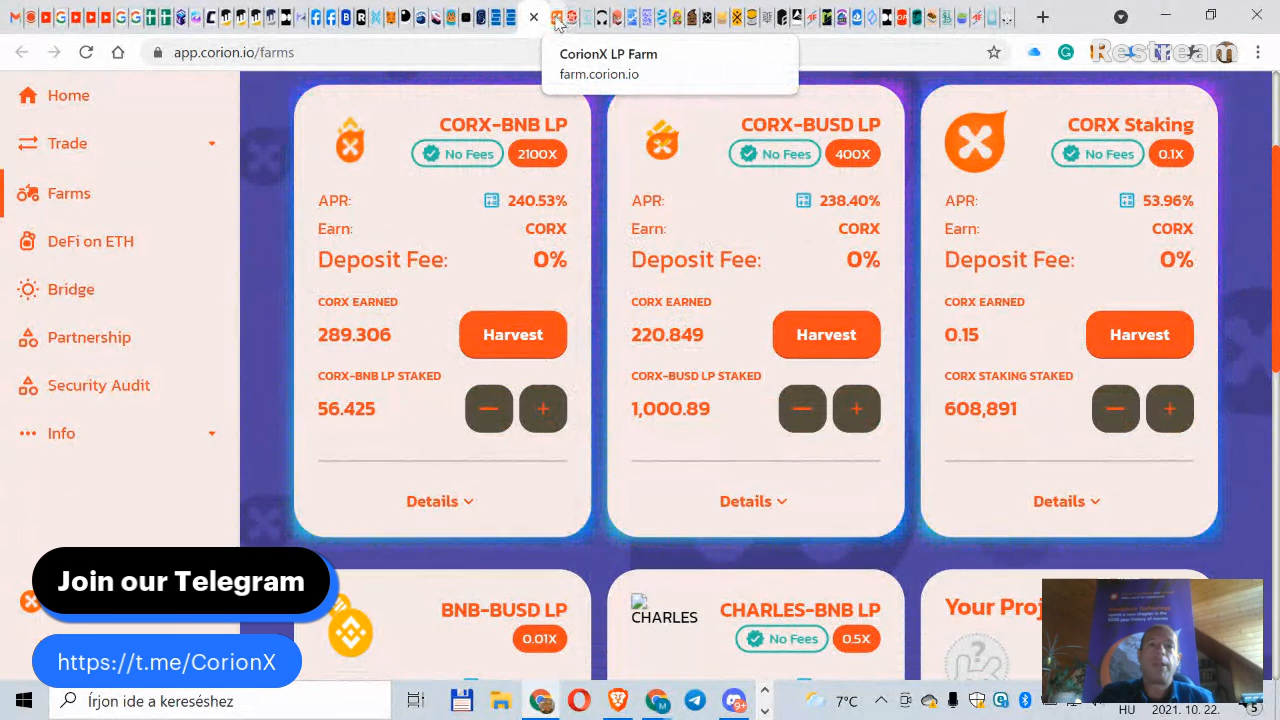 app.corion.io/farms
CorionX LP Farm
farm.corion.io
Restream
Home
Trade
Farms
DeFi on ETH
Bridge
Partnership
Security Audit
Info
CORX-BNB LP
No Fees 2100X
APR: 240.53%
Earn: CORX
Deposit Fee: 0%
CORX EARNED
289.306 Harvest
CORX-BNB LP STAKED
56.425 — +
Details
CORX-BUSD LP
No Fees 400X
APR: 238.40%
Earn: CORX
Deposit Fee: 0%
CORX EARNED
220.849 Harvest
CORX-BUSD LP STAKED
1,000.89 — +
Details
CORX Staking
No Fees 0.1X
APR: 53.96%
Earn: CORX
Deposit Fee: 0%
CORX EARNED
0.15 Harvest
CORX STAKING STAKED
608,891 — +
Details
BNB-BUSD LP
0.01X
CHARLES
CHARLES-BNB LP
No Fees 0.5X
Your Proj
Join our Telegram
https://t.me/CorionX
Írjon ide a kereséshez
9+
7°C
HU
2021. 10. 22.
5